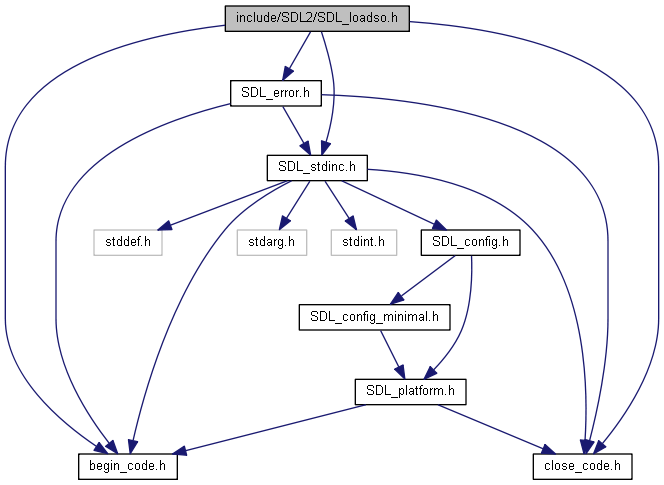 include/SDL2/SDL_loadso.h
SDL_error.h
SDL_stdinc.h
stddef.h
stdarg.h
stdint.h
SDL_config.h
SDL_config_minimal.h
SDL_platform.h
begin_code.h
close_code.h